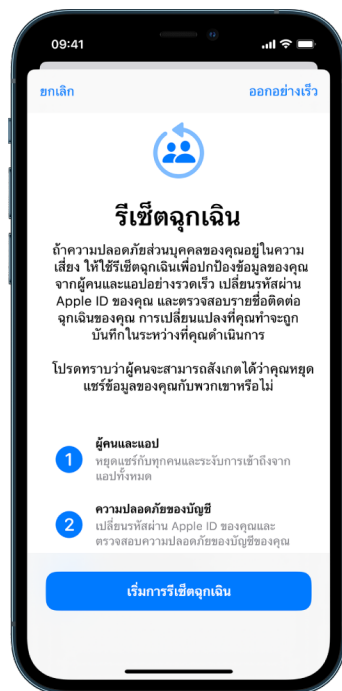 09:41
ยกเลิก
ออกอย่างเร็ว
รีเซ็ตฉุกเฉิน
ถ้าความปลอดภัยส่วนบุคคลของคุณอยู่ในความ
เสี่ยง ให้ใช้รีเซ็ตฉุกเฉินเพื่อปกป้องข้อมูลของคุณ
จากผู้คนและแอปอย่างรวดเร็ว เปลี่ยนรหัสผ่าน
Apple ID ของคุณ และตรวจสอบรายชื่อติดต่อ
ฉุกเฉินของคุณ การเปลี่ยนแปลงที่คุณทำจะถูก
บันทึกในระหว่างที่คุณดำเนินการ
โปรดทราบว่าผู้คนจะสามารถสังเกตได้ว่าคุณหยุด
แชร์ข้อมูลของคุณกับพวกเขาหรือไม่
1
ผู้คนและแอป
หยุดแชร์กับทุกคนและระงับการเข้าถึงจาก
แอปทั้งหมด
2
ความปลอดภัยของบัญชี
เปลี่ยนรหัสผ่าน Apple ID ของคุณและ
ตรวจสอบความปลอดภัยของบัญชีของคุณ
เริ่มการรีเซ็ตฉุกเฉิน